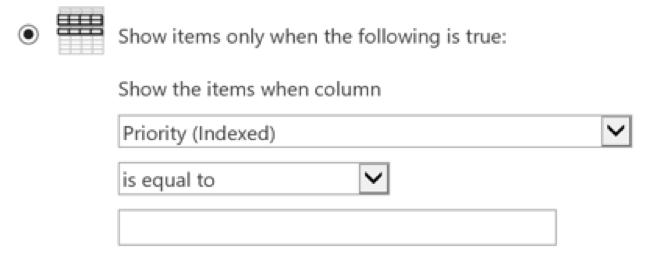 Show items only when the following is true:
Show the items when column
Priority (Indexed)
is equal to